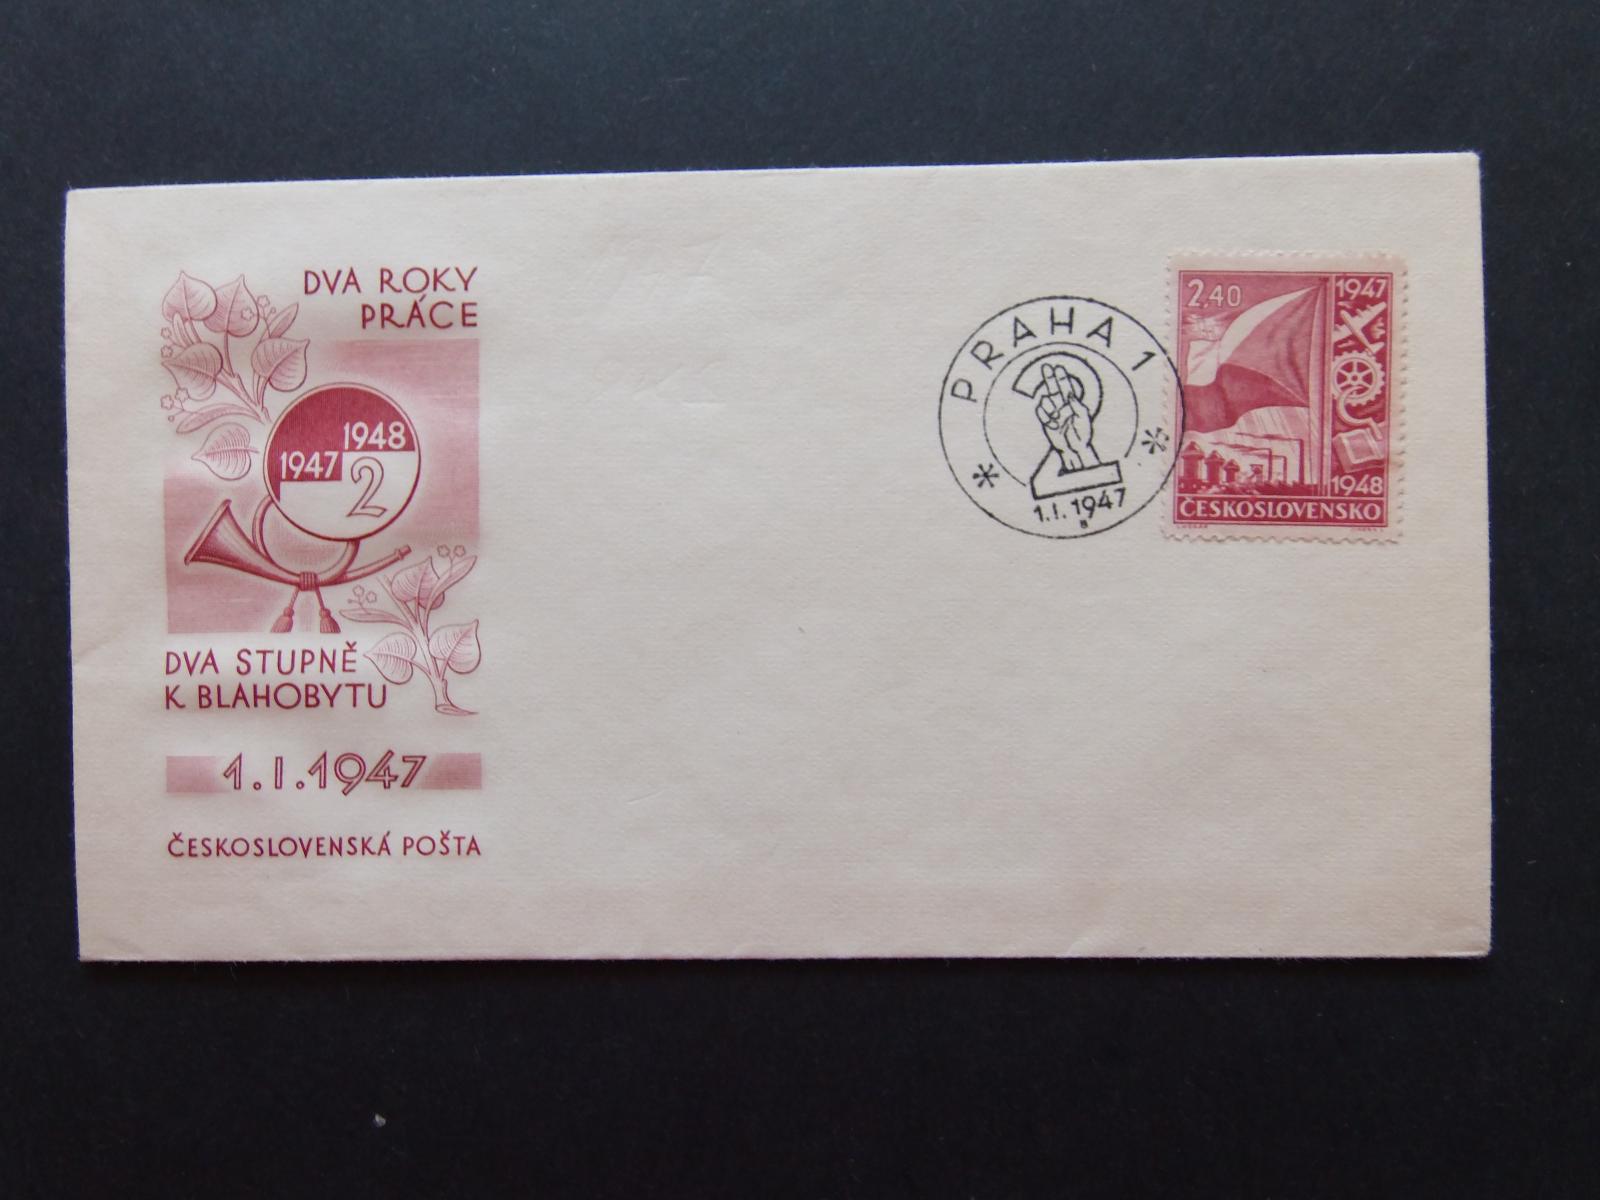 DVA ROKY
PRÁCE
1948
1947
2
DVA STUPNĚ
K BLAHOBYTU
1.I.1947
ČESKOSLOVENSKÁ POŠTA
PRAHA 1
1.I.1947
2,40
1947
1948
ČESKOSLOVENSKO